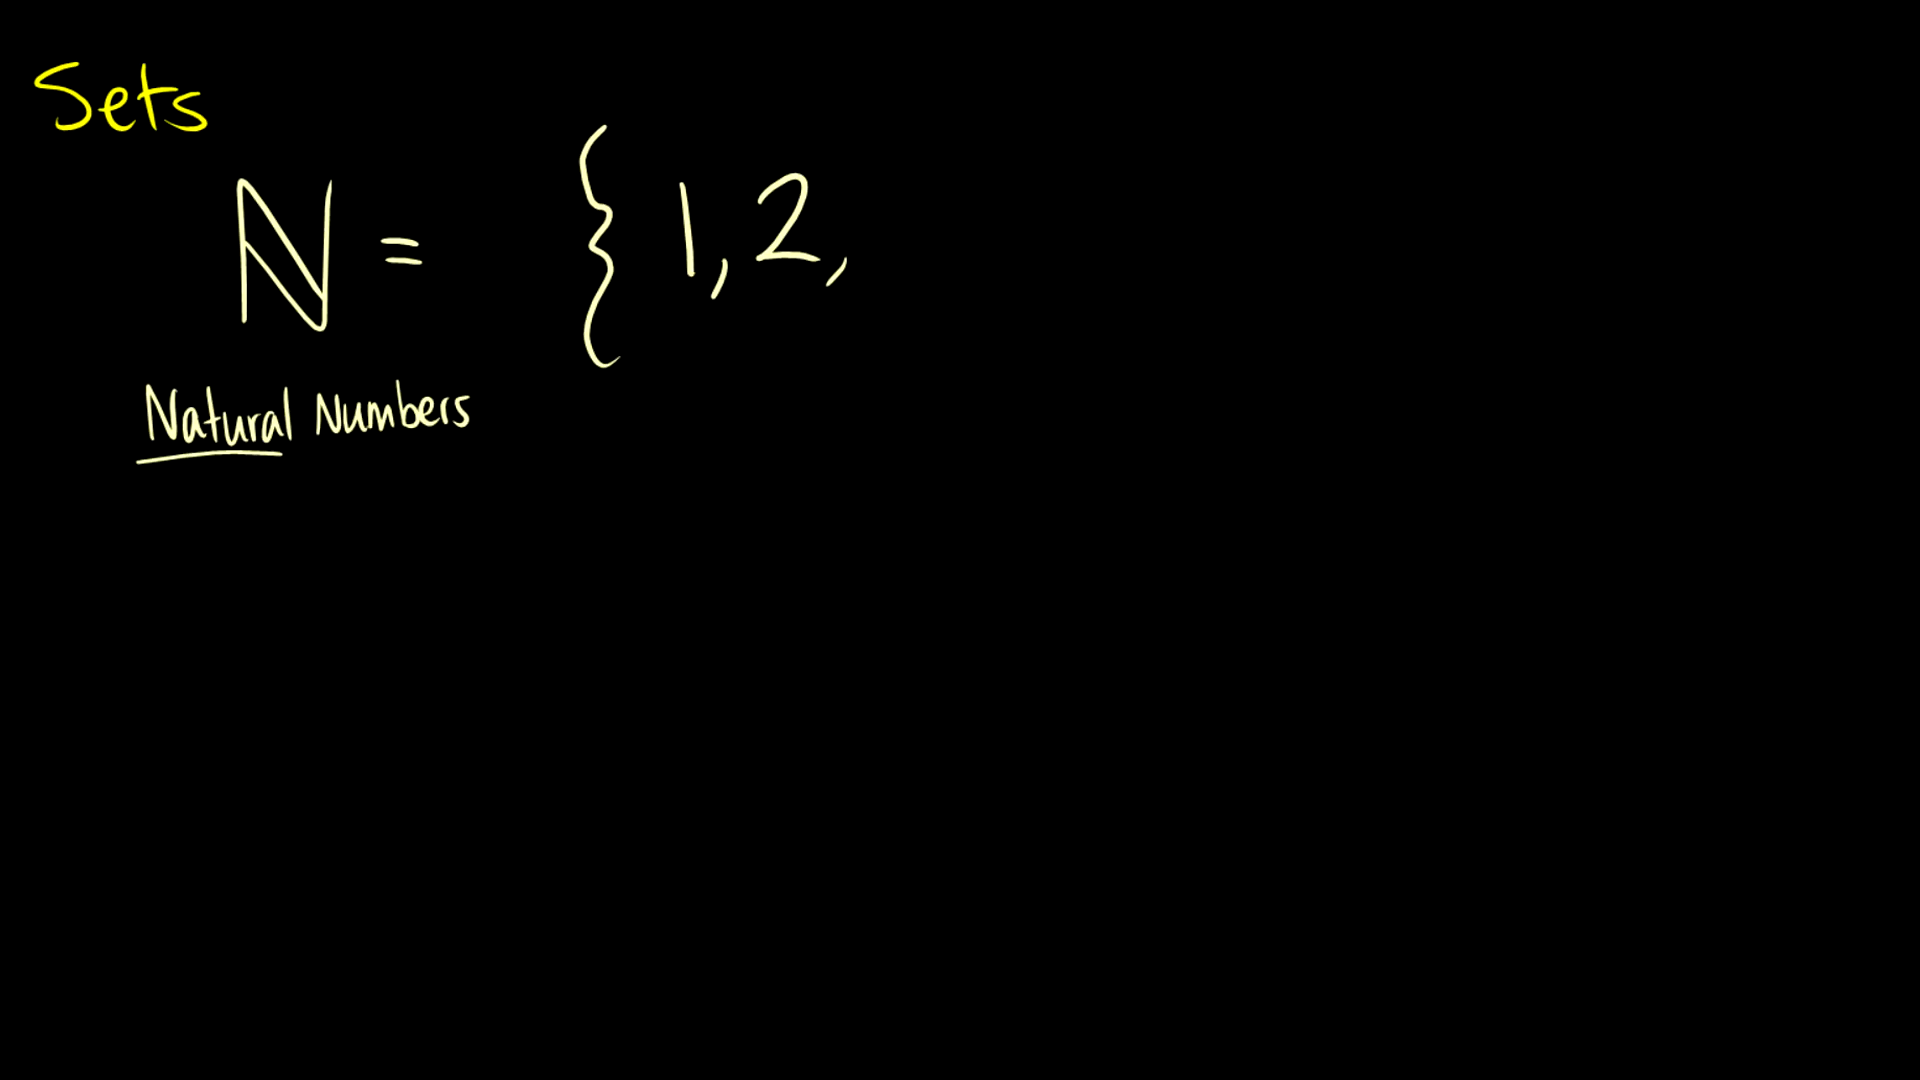 Sets
ℕ = { 1, 2,
Natural Numbers